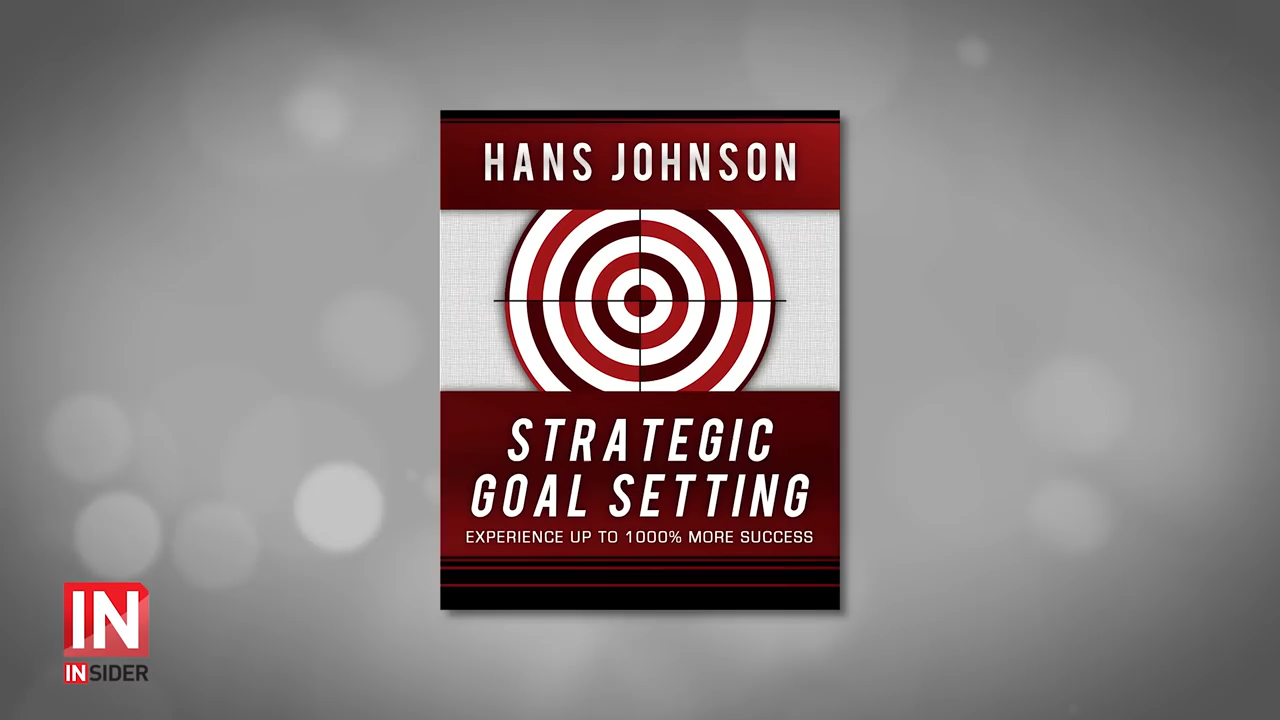 HANS JOHNSON
STRATEGIC
GOAL SETTING
EXPERIENCE UP TO 1000% MORE SUCCESS
IN
INSIDER